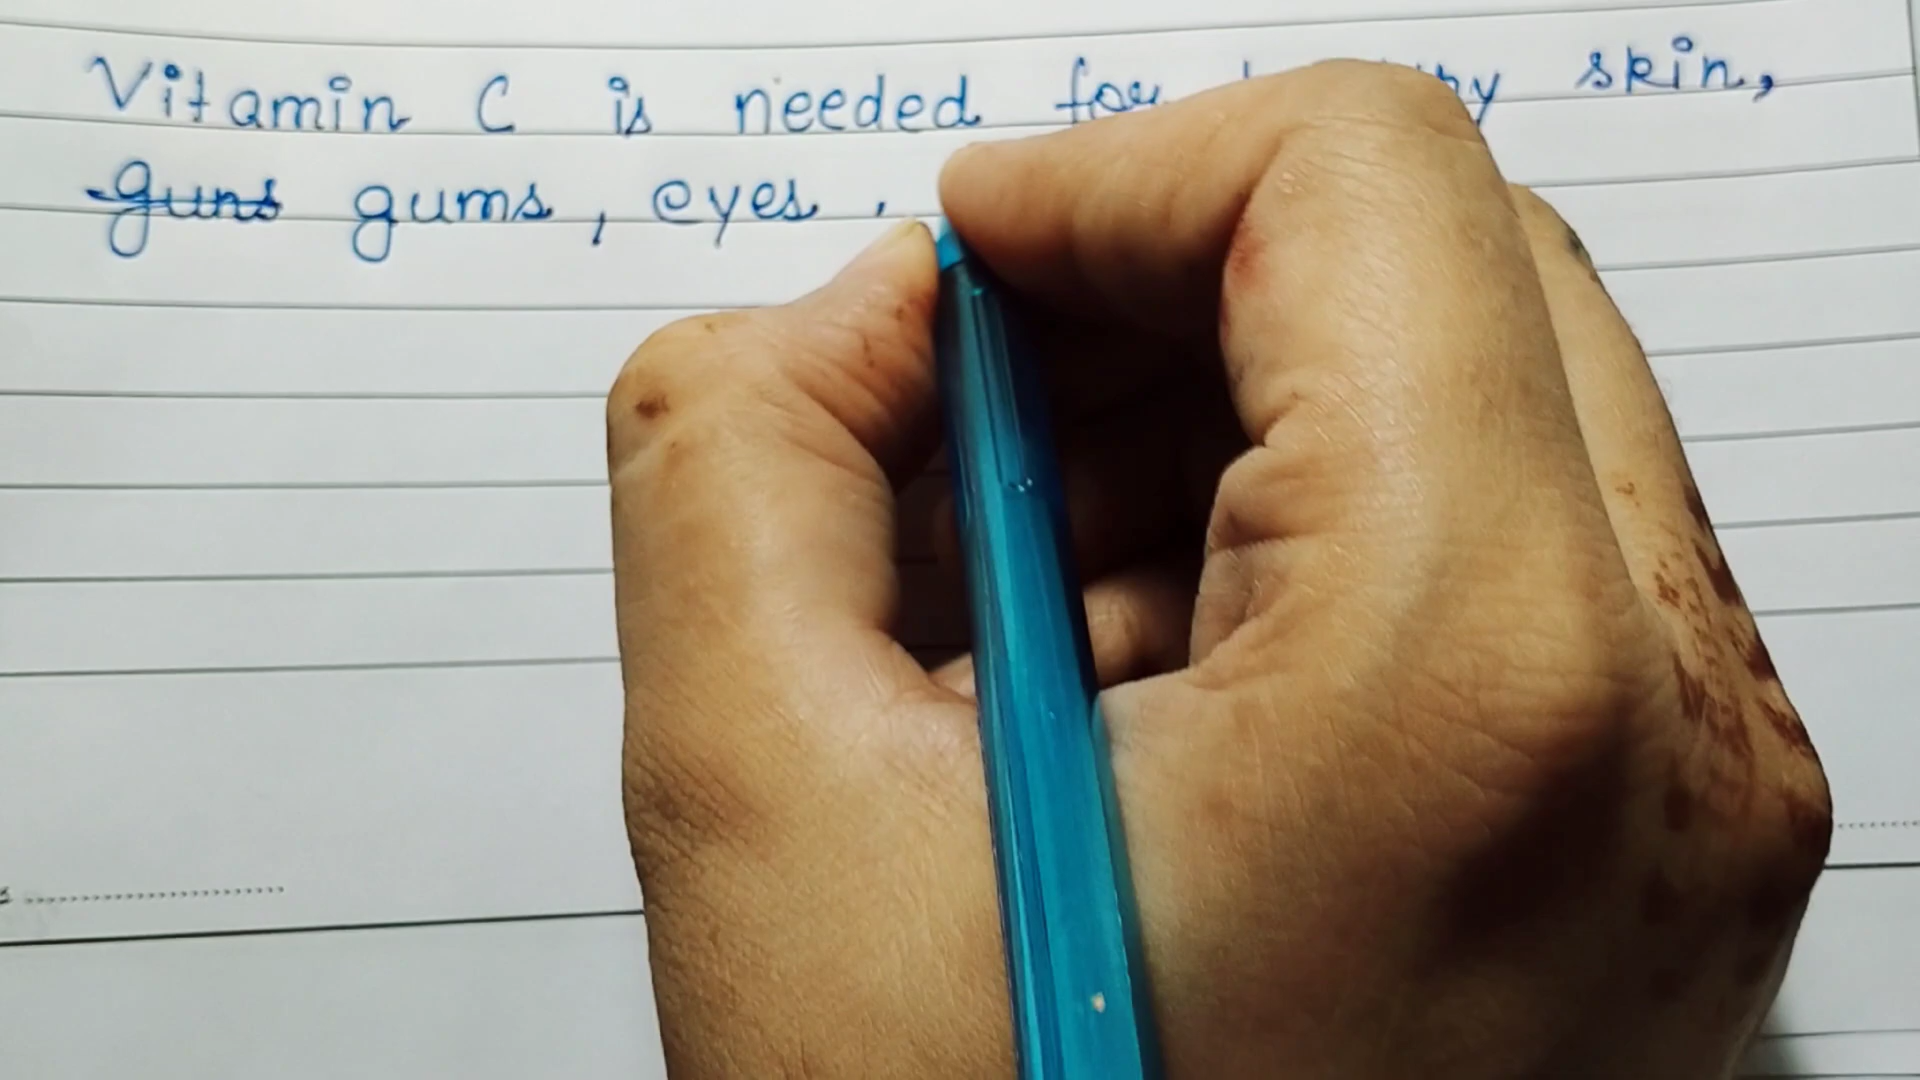 Vitamin C is needed for skin,
guns gums, eyes,